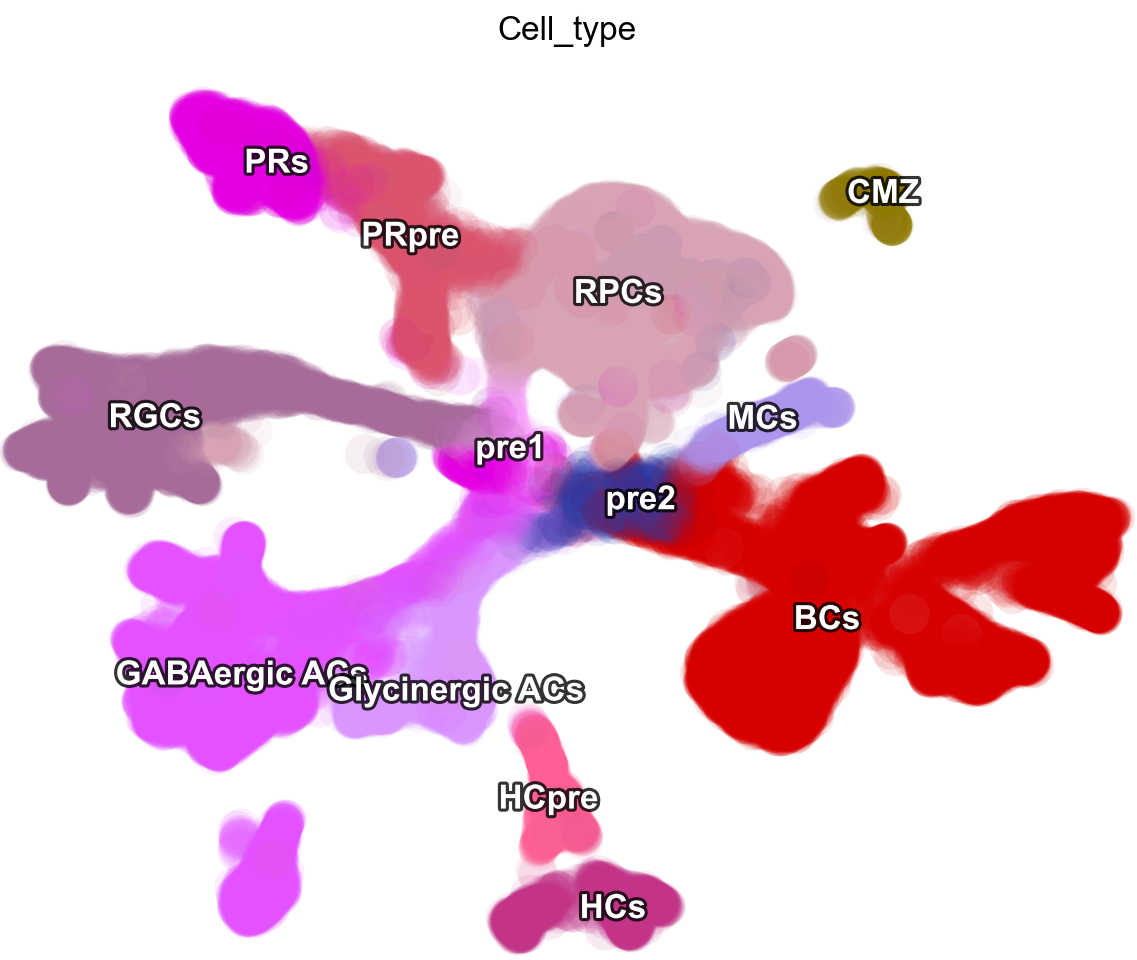 Cell_type
PRs
CMZ
PRpre
RPCs
RGCs
MCs
pre1
pre2
BCs
GABAergic ACs
Glycinergic ACs
HCpre
HCs